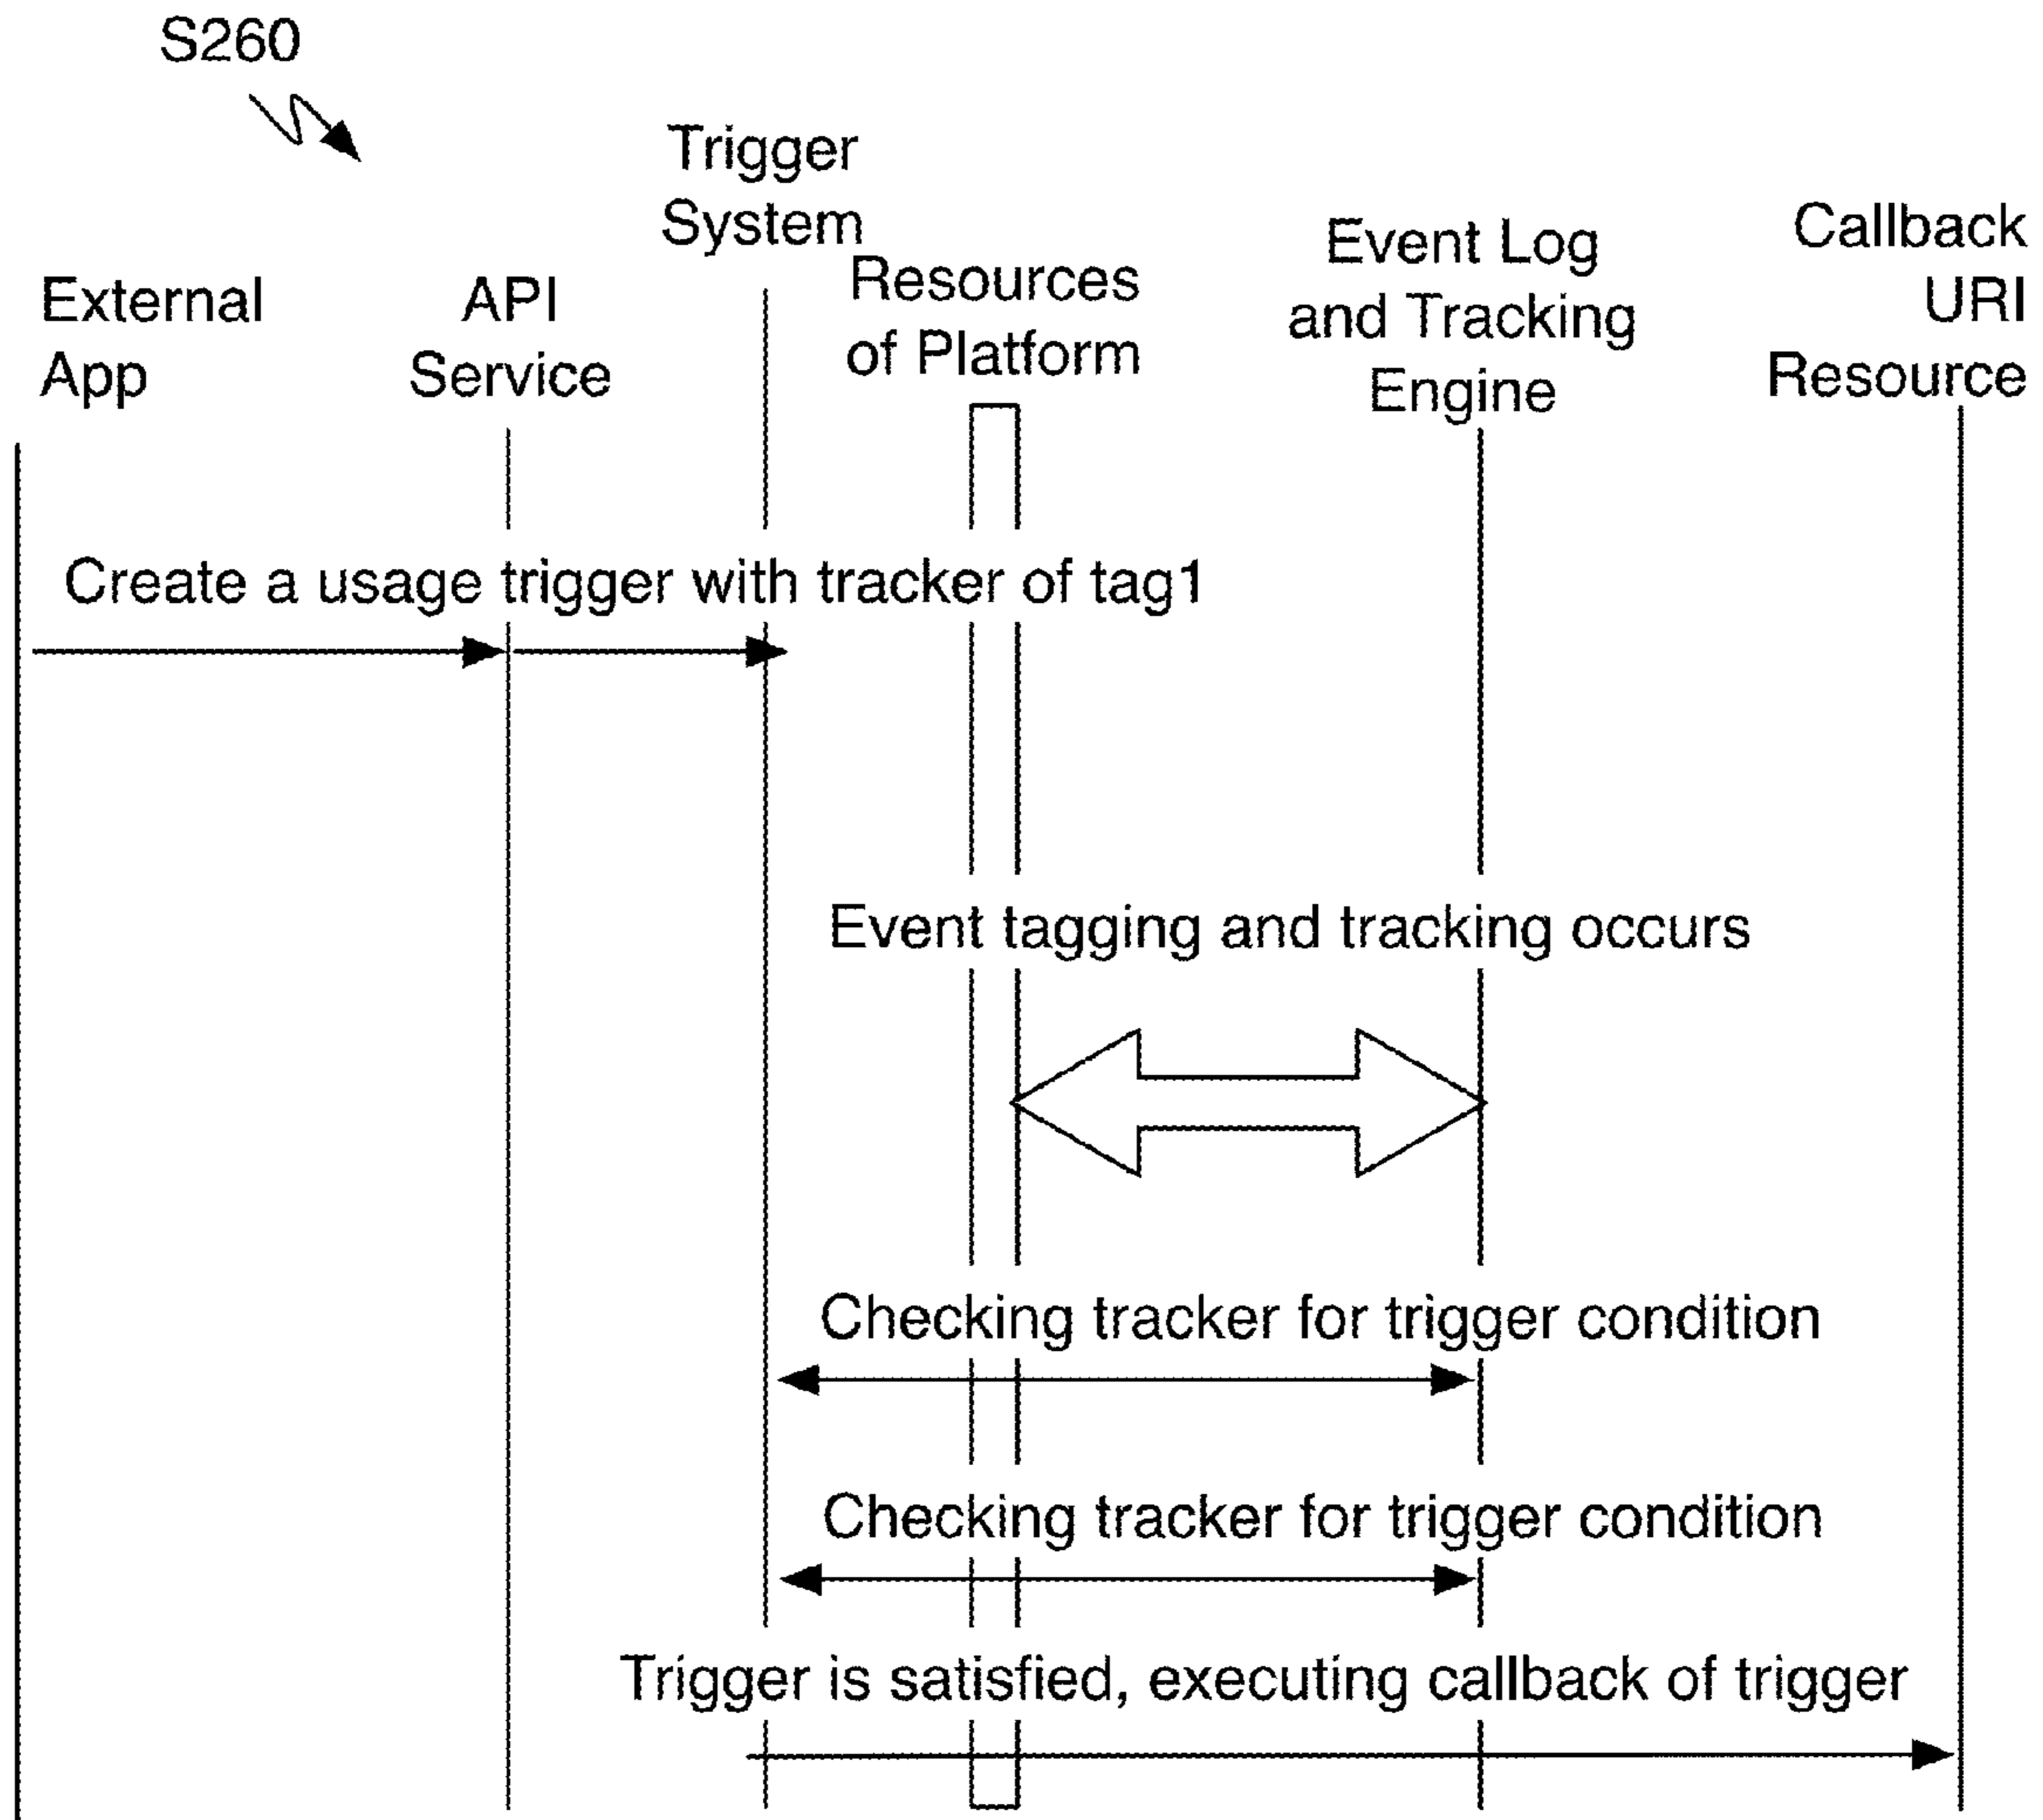 S260
Trigger
System
External
App
API
Service
Resources
of Platform
Event Log
and Tracking
Engine
Callback
URI
Resource
Create a usage trigger with tracker of tag1
Event tagging and tracking occurs
Checking tracker for trigger condition
Checking tracker for trigger condition
Trigger is satisfied, executing callback of trigger